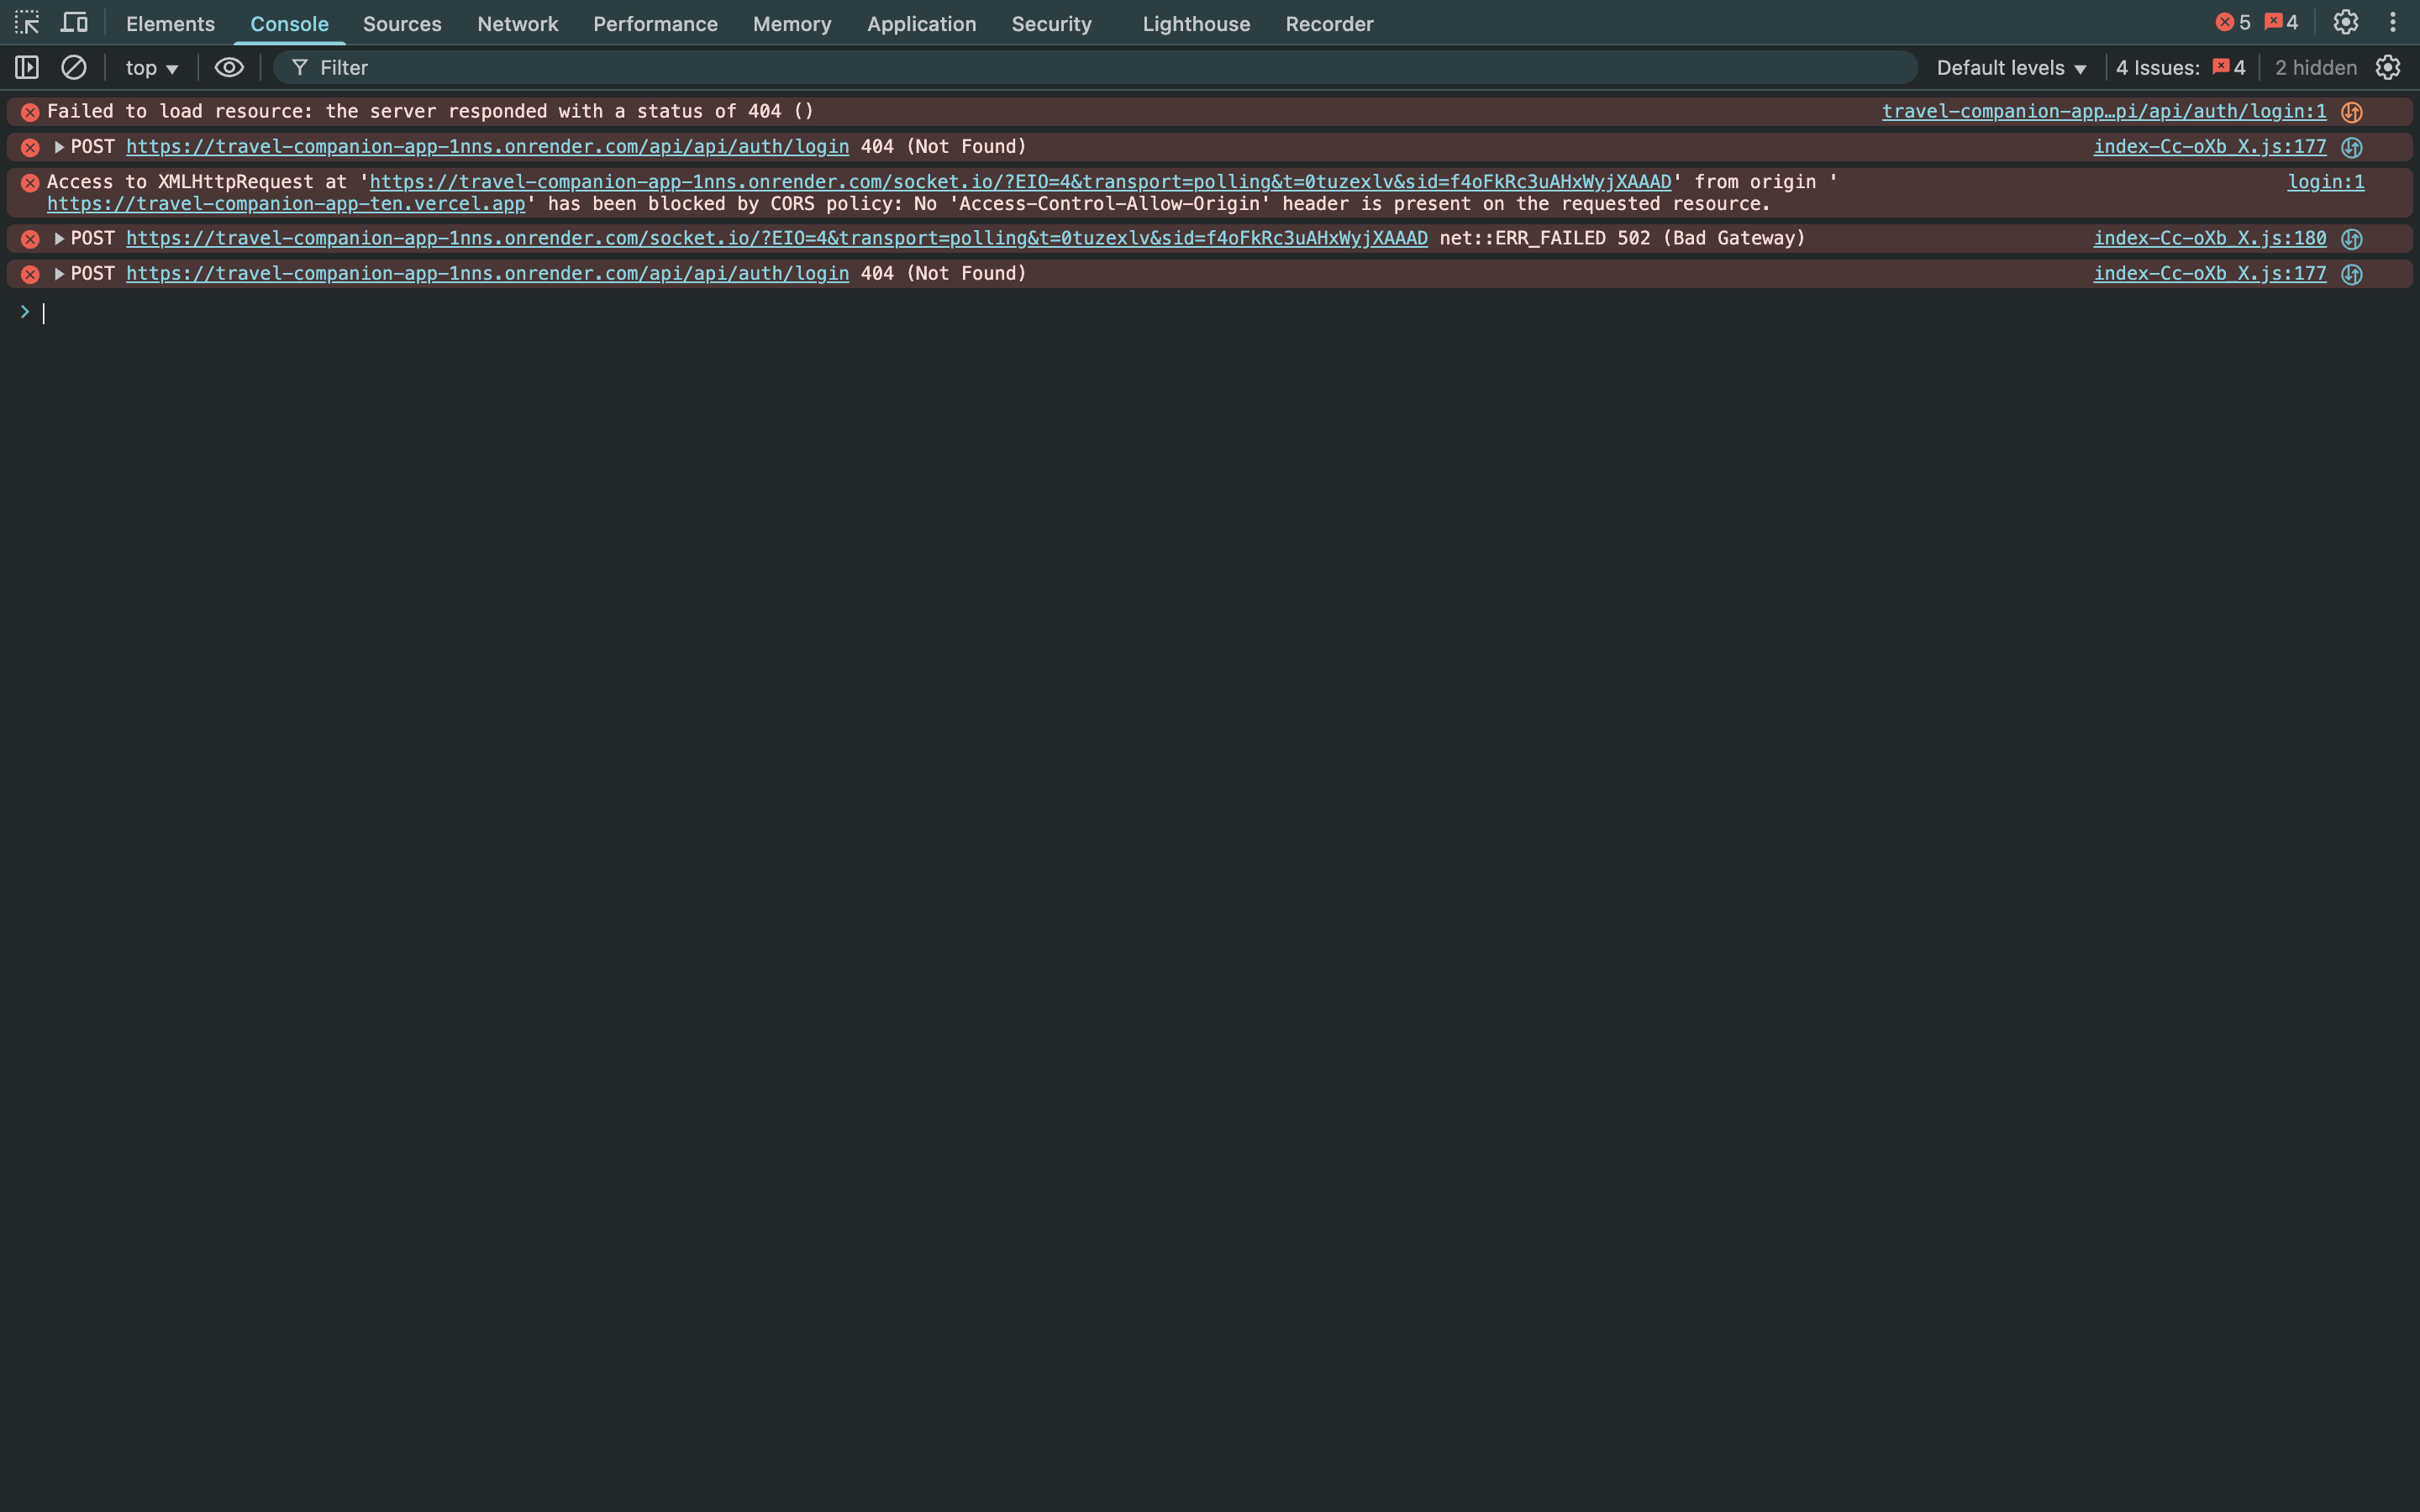 Elements Console Sources Network Performance Memory Application Security Lighthouse Recorder 5 4
top Filter Default levels 4 Issues: 4 2 hidden
Failed to load resource: the server responded with a status of 404 () travel-companion-app…pi/api/auth/login:1
POST https://travel-companion-app-1nns.onrender.com/api/api/auth/login 404 (Not Found) index-Cc-oXb_X.js:177
Access to XMLHttpRequest at 'https://travel-companion-app-1nns.onrender.com/socket.io/?EIO=4&transport=polling&t=0tuzexlv&sid=f4oFkRc3uAHxWyjXAAAD' from origin ' login:1
https://travel-companion-app-ten.vercel.app' has been blocked by CORS policy: No 'Access-Control-Allow-Origin' header is present on the requested resource.
POST https://travel-companion-app-1nns.onrender.com/socket.io/?EIO=4&transport=polling&t=0tuzexlv&sid=f4oFkRc3uAHxWyjXAAAD net::ERR_FAILED 502 (Bad Gateway) index-Cc-oXb_X.js:180
POST https://travel-companion-app-1nns.onrender.com/api/api/auth/login 404 (Not Found) index-Cc-oXb_X.js:177